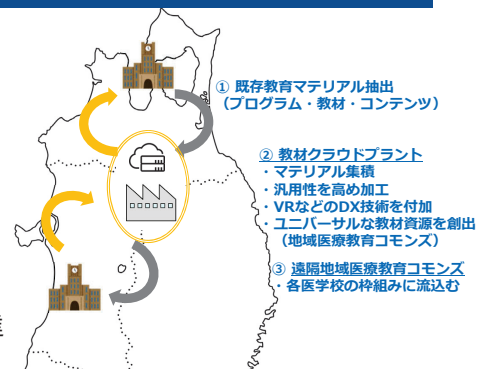 ① 既存教育マテリアル抽出
（プログラム・教材・コンテンツ）
② 教材クラウドプラント
・マテリアル集積
・汎用性を高め加工
・VRなどのDX技術を付加
・ユニバーサルな教材資源を創出
（地域医療教育コモンズ）
③ 遠隔地域医療教育コモンズ
・各医学校の枠組みに流込む